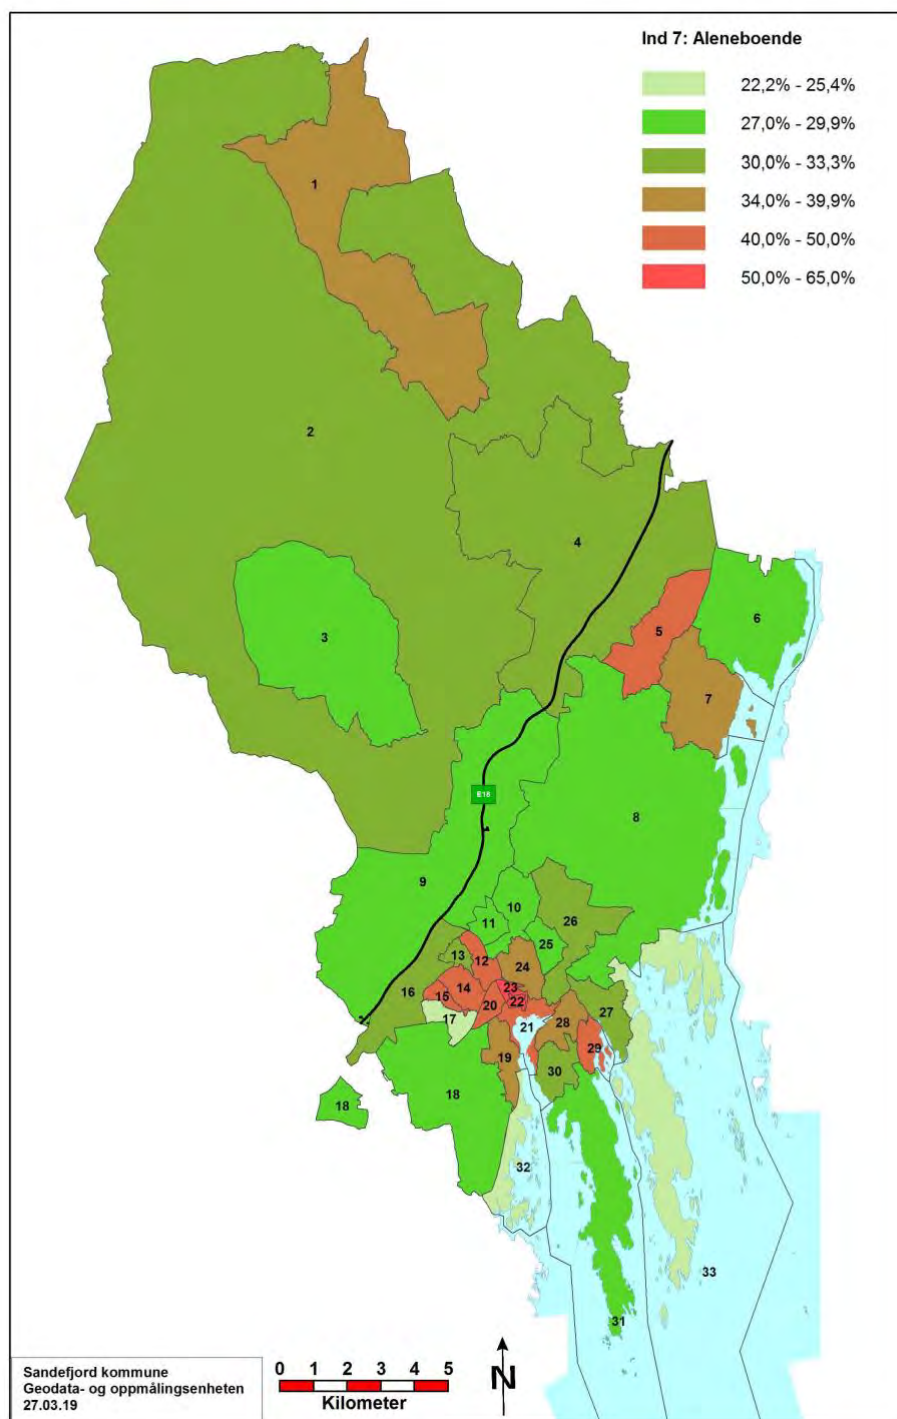 Ind 7: Aleneboende
22,2% - 25,4%
27,0% - 29,9%
30,0% - 33,3%
34,0% - 39,9%
40,0% - 50,0%
50,0% - 65,0%
1
2
4
3
5
6
7
E18
8
9
10
11
26
25
13
12
24
16
14
15
23
22
20
17
27
21
28
29
19
30
18
18
32
33
31
Sandefjord kommune
Geodata- og oppmålingsenheten
27.03.19
0 1 2 3 4 5
Kilometer
N